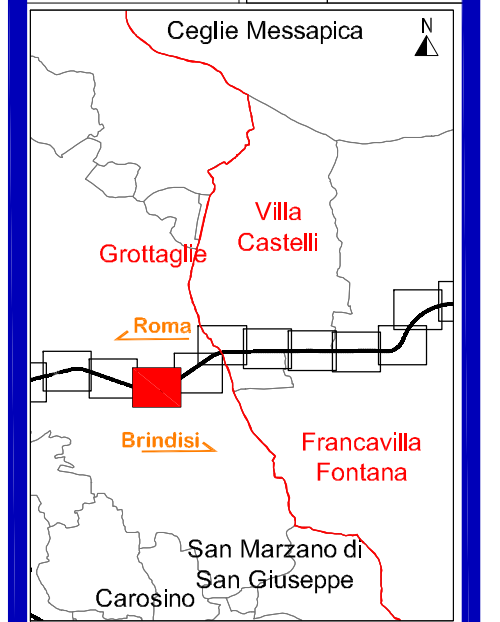 Ceglie Messapica
N
Villa
Castelli
Grottaglie
Roma
Brindisi
Francavilla
Fontana
San Marzano di
San Giuseppe
Carosino